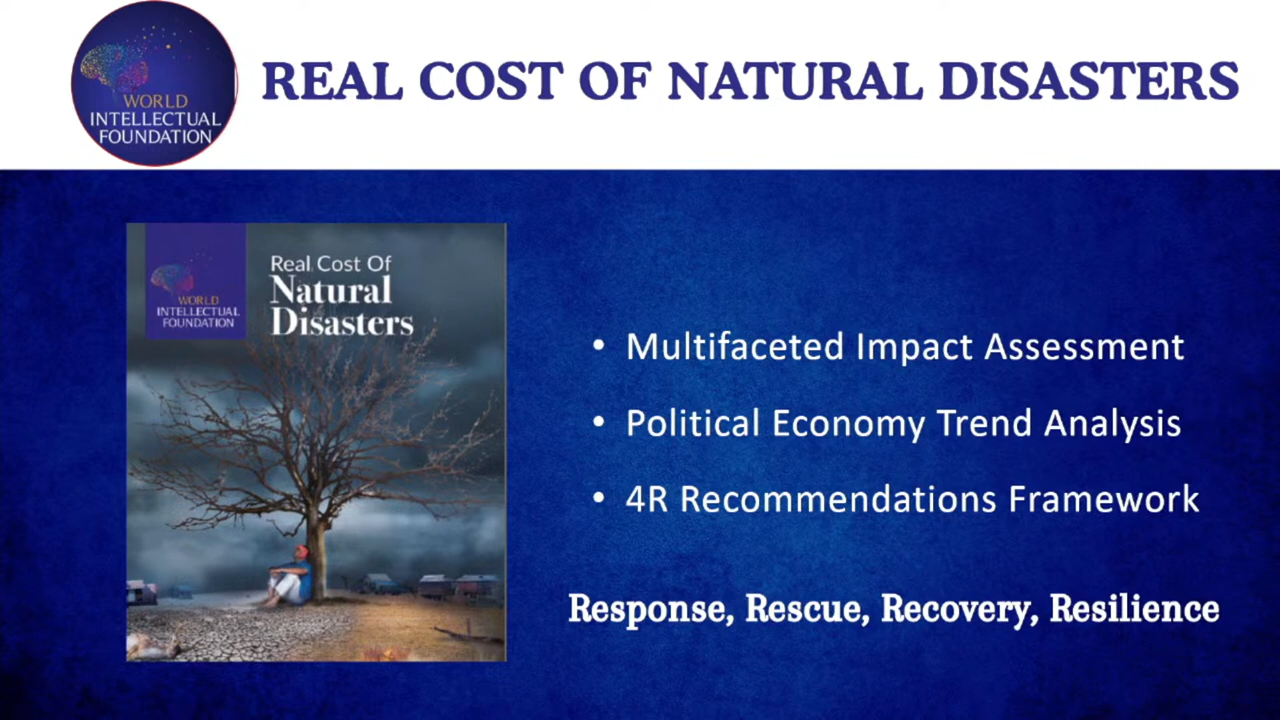 WORLD
INTELLECTUAL
FOUNDATION
REAL COST OF NATURAL DISASTERS
WORLD
INTELLECTUAL
FOUNDATION
Real Cost Of
Natural
Disasters
• Multifaceted Impact Assessment
• Political Economy Trend Analysis
• 4R Recommendations Framework
Response, Rescue, Recovery, Resilience